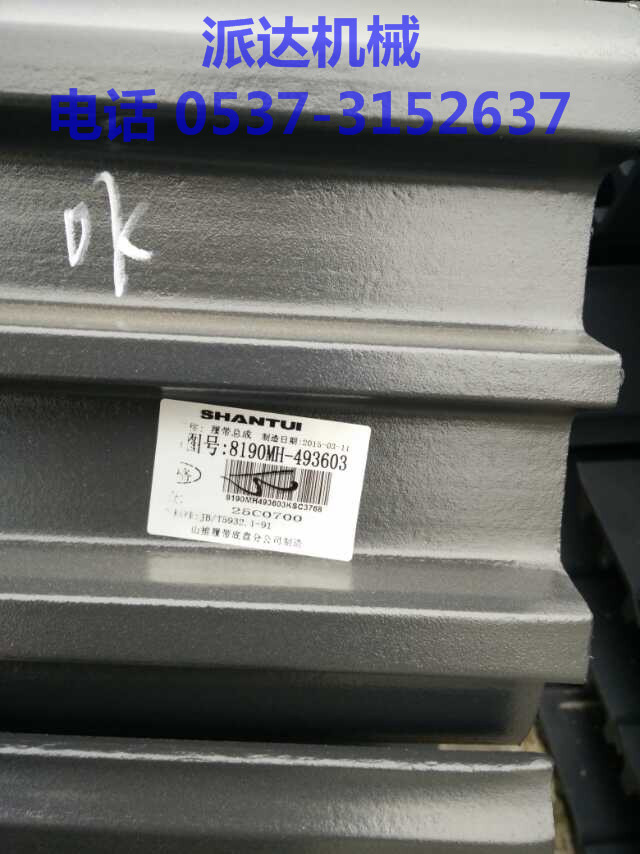 派达机械
电话 0537-3152637
OK
SHANTUI
称: 履带总成 制造日期:2015-03-11
图号:8190MH-493603
8190MH493603KSC3768
25C0700
JB/T5932.1-91
山推履带底盘分公司制造